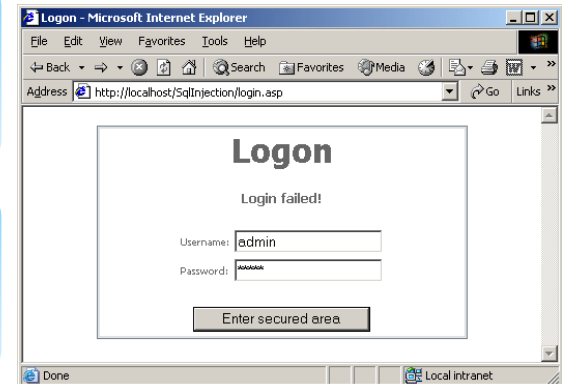 Logon - Microsoft Internet Explorer
File Edit View Favorites Tools Help
Back Search Favorites Media »
Address http://localhost/SqlInjection/login.asp Go Links »
Logon
Login failed!
Username: admin
Password: *****
Enter secured area
Done Local intranet